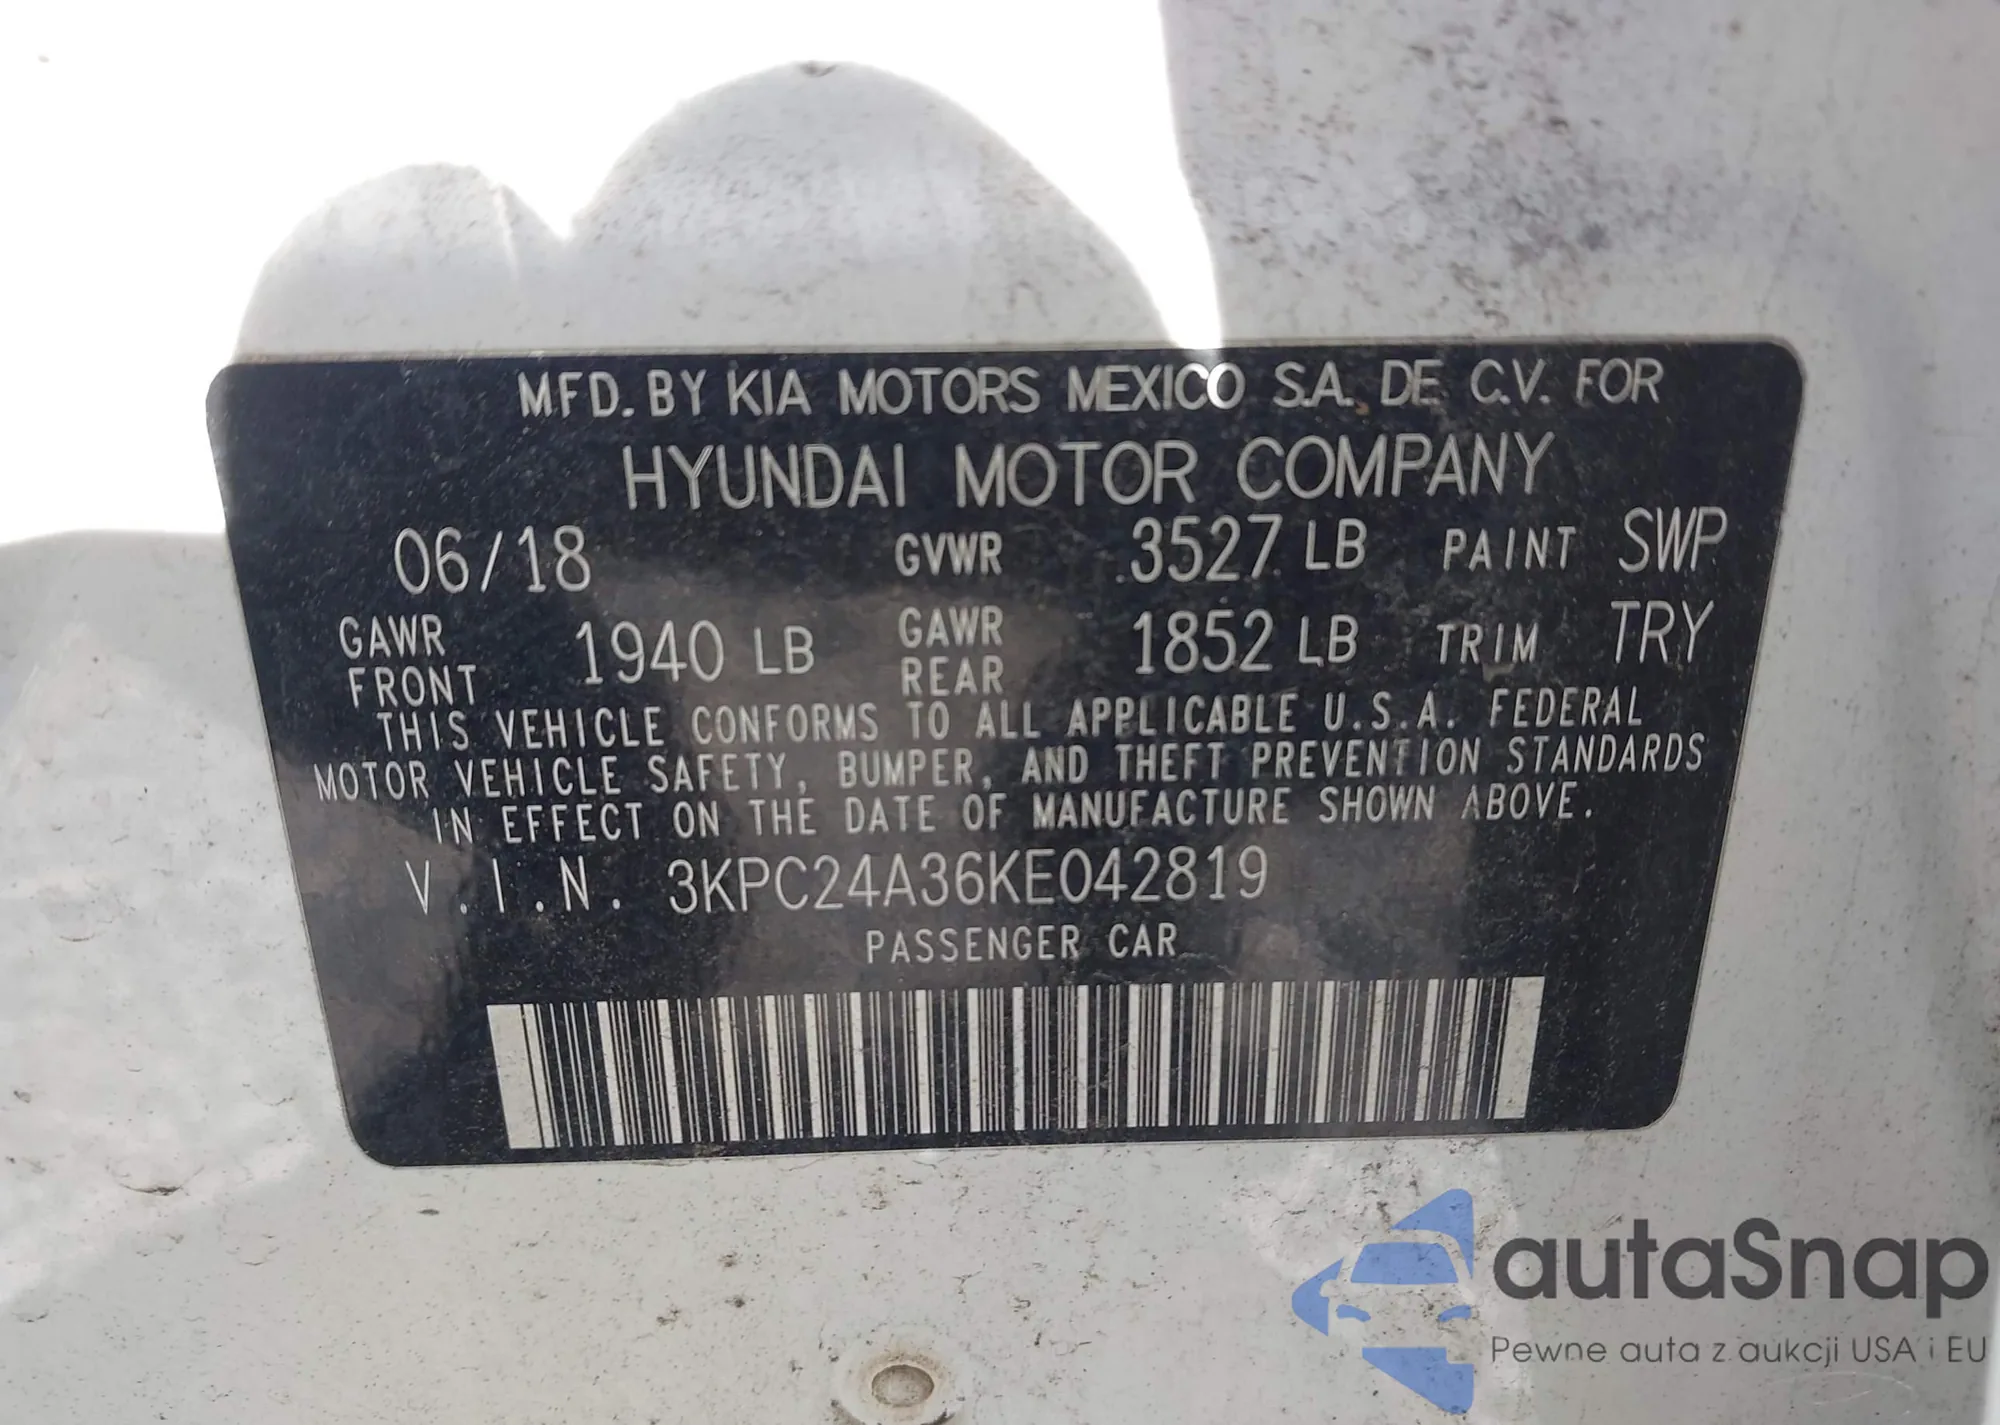 MFD. BY KIA MOTORS MEXICO S.A. DE C.V. FOR
HYUNDAI MOTOR COMPANY
06/18 GVWR 3527 LB PAINT SWP
GAWR FRONT 1940 LB GAWR REAR 1852 LB TRIM TRY
THIS VEHICLE CONFORMS TO ALL APPLICABLE U.S.A. FEDERAL
MOTOR VEHICLE SAFETY, BUMPER, AND THEFT PREVENTION STANDARDS
IN EFFECT ON THE DATE OF MANUFACTURE SHOWN ABOVE.
V.I.N. 3KPC24A36KE042819
PASSENGER CAR
autaSnap
Pewne auta z aukcji USA i EU